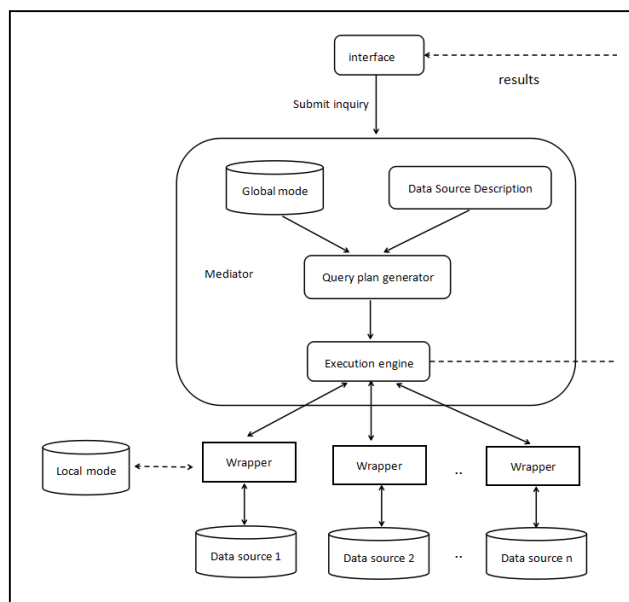 interface
results
Submit inquiry
Global mode
Data Source Description
Mediator
Query plan generator
Execution engine
Local mode
Wrapper
Wrapper
..
Wrapper
Data source 1
Data source 2
..
Data source n